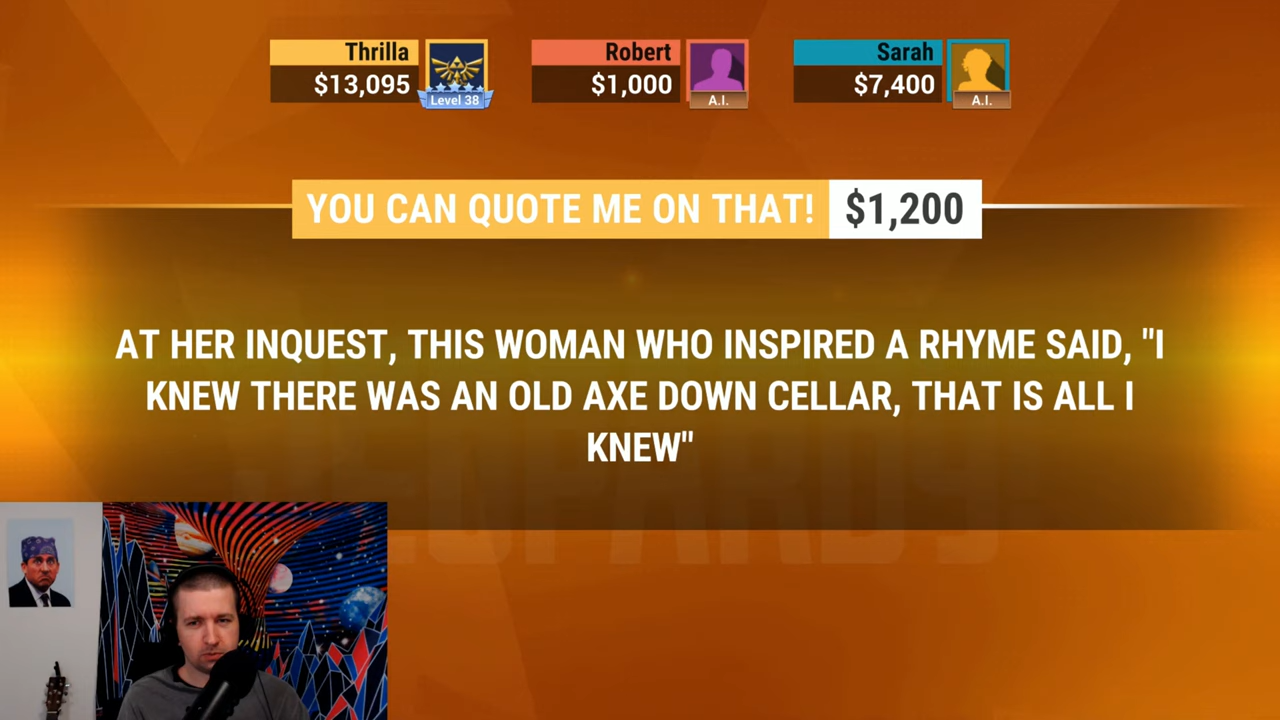 Thrilla
$13,095
Level 38
Robert
$1,000
A.I.
Sarah
$7,400
A.I.
YOU CAN QUOTE ME ON THAT! $1,200
AT HER INQUEST, THIS WOMAN WHO INSPIRED A RHYME SAID, "I
KNEW THERE WAS AN OLD AXE DOWN CELLAR, THAT IS ALL I
KNEW"
JEOPARDY